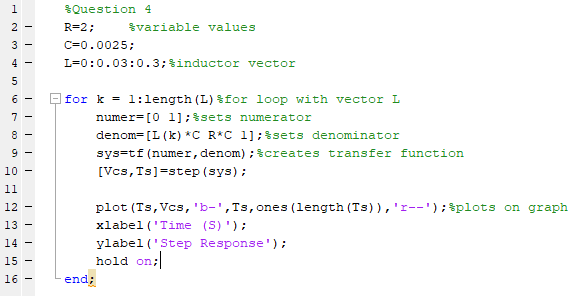 1 %Question 4
2 R=2; %variable values
3 C=0.0025;
4 L=0:0.03:0.3;%inductor vector
5
6 for k = 1:length(L)%for loop with vector L
7 numer=[0 1];%sets numerator
8 denom=[L(k)*C R*C 1];%sets denominator
9 sys=tf(numer,denom);%creates transfer function
10 [Vcs,Ts]=step(sys);
11
12 plot(Ts,Vcs,'b-',Ts,ones(length(Ts)),'r--');%plots on graph
13 xlabel('Time (S)');
14 ylabel('Step Response');
15 hold on;
16 end;